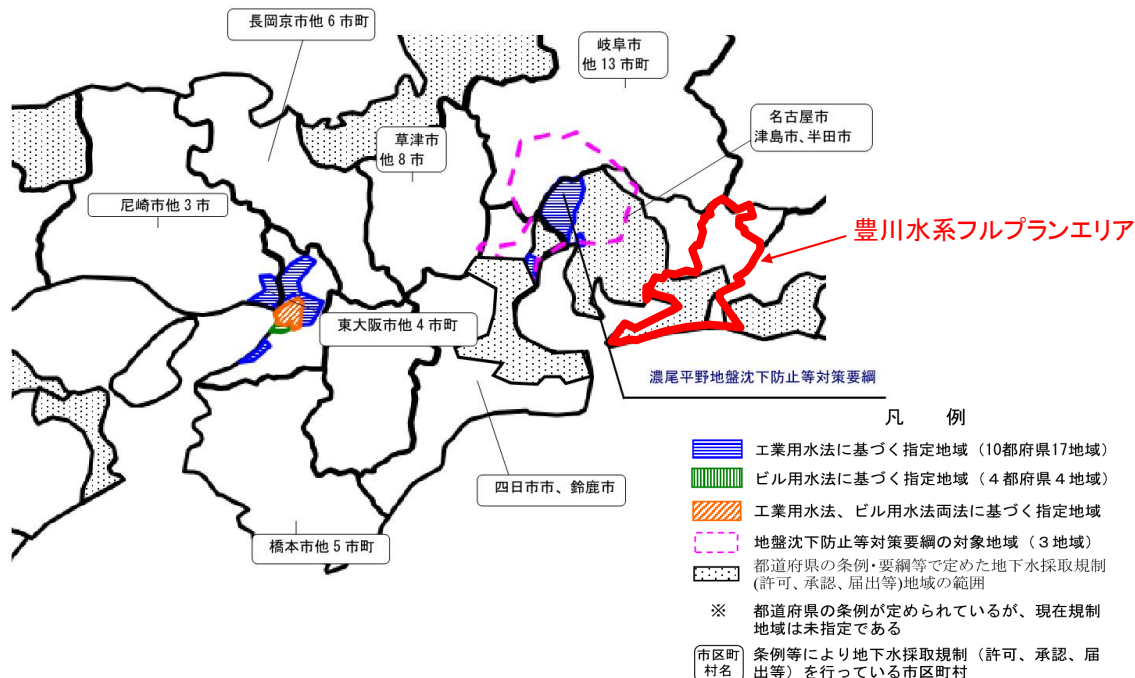 長岡京市他6市町
岐阜市
他13市町
名古屋市
津島市、半田市
草津市
他8市
尼崎市他3市
豊川水系フルプランエリア
東大阪市他4市町
濃尾平野地盤沈下防止等対策要綱
四日市市、鈴鹿市
橋本市他5市町
凡　例
工業用水法に基づく指定地域（10都府県17地域）
ビル用水法に基づく指定地域（４都府県４地域）
工業用水法、ビル用水法両法に基づく指定地域
地盤沈下防止等対策要綱の対象地域（３地域）
都道府県の条例・要綱等で定めた地下水採取規制
(許可、承認、届出等)地域の範囲
※　都道府県の条例が定められているが、現在規制
地域は未指定である
市区町
村名
条例等により地下水採取規制（許可、承認、届
出等）を行っている市区町村